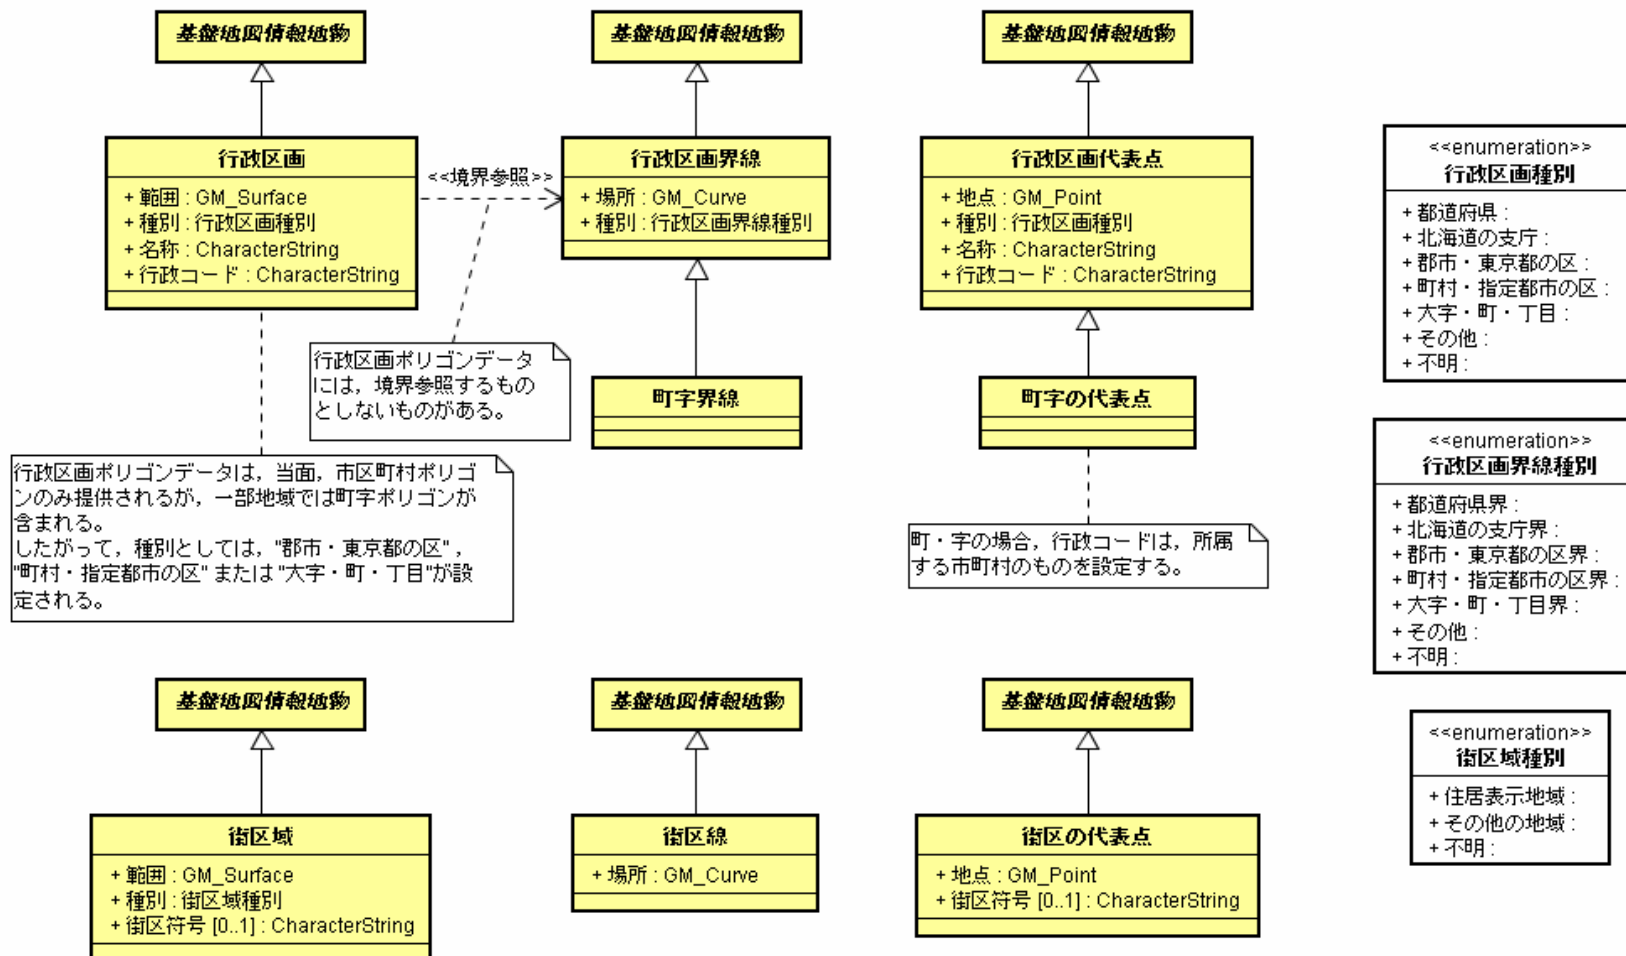 基盤地図情報地物
基盤地図情報地物
基盤地図情報地物
行政区画
+ 範囲 : GM_Surface
+ 種別 : 行政区画種別
+ 名称 : CharacterString
+ 行政コード : CharacterString
<<境界参照>>
行政区画界線
+ 場所 : GM_Curve
+ 種別 : 行政区画界線種別
行政区画代表点
+ 地点 : GM_Point
+ 種別 : 行政区画種別
+ 名称 : CharacterString
+ 行政コード : CharacterString
<<enumeration>>
行政区画種別
+ 都道府県 :
+ 北海道の支庁 :
+ 郡市・東京都の区 :
+ 町村・指定都市の区 :
+ 大字・町・丁目 :
+ その他 :
+ 不明 :
行政区画ポリゴンデータ
には，境界参照するもの
としないものがある。
町字界線
町字の代表点
行政区画ポリゴンデータは，当面，市区町村ポリゴ
ンのみ提供されるが，一部地域では町字ポリゴンが
含まれる。
したがって，種別としては，"郡市・東京都の区"，
"町村・指定都市の区" または "大字・町・丁目"が設
定される。
町・字の場合，行政コードは，所属
する市町村のものを設定する。
<<enumeration>>
行政区画界線種別
+ 都道府県界 :
+ 北海道の支庁界 :
+ 郡市・東京都の区界 :
+ 町村・指定都市の区界 :
+ 大字・町・丁目界 :
+ その他 :
+ 不明 :
基盤地図情報地物
基盤地図情報地物
基盤地図情報地物
街区域
+ 範囲 : GM_Surface
+ 種別 : 街区域種別
+ 街区符号 [0..1] : CharacterString
街区線
+ 場所 : GM_Curve
街区の代表点
+ 地点 : GM_Point
+ 街区符号 [0..1] : CharacterString
<<enumeration>>
街区域種別
+ 住居表示地域 :
+ その他の地域 :
+ 不明 :